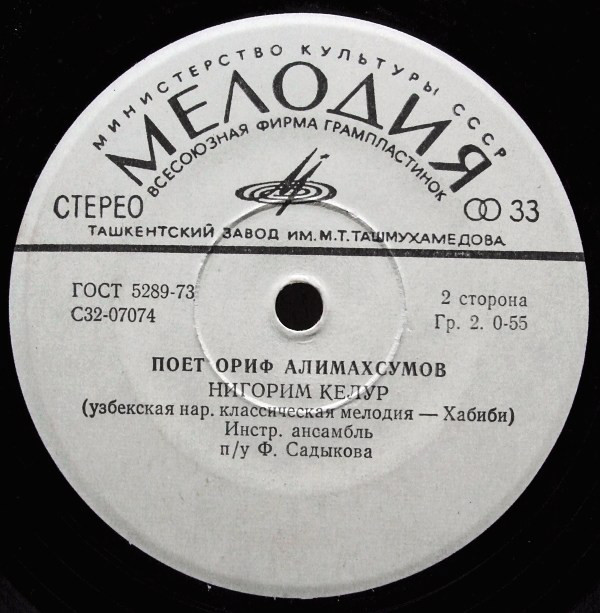 МИНИСТЕРСТВО КУЛЬТУРЫ СССР
МЕЛОДИЯ
ВСЕСОЮЗНАЯ ФИРМА ГРАМПЛАСТИНОК
СТЕРЕО
33
ТАШКЕНТСКИЙ ЗАВОД ИМ. М.Т. ТАШМУХАМЕДОВА
ГОСТ 5289-73
С32-07074
2 сторона
Гр. 2. 0-55
ПОЕТ ОРИФ АЛИМАХСУМОВ
НИГОРИМ КЕЛУР
(узбекская нар. классическая мелодия — Хабиби)
Инстр. ансамбль
п/у Ф. Садыкова